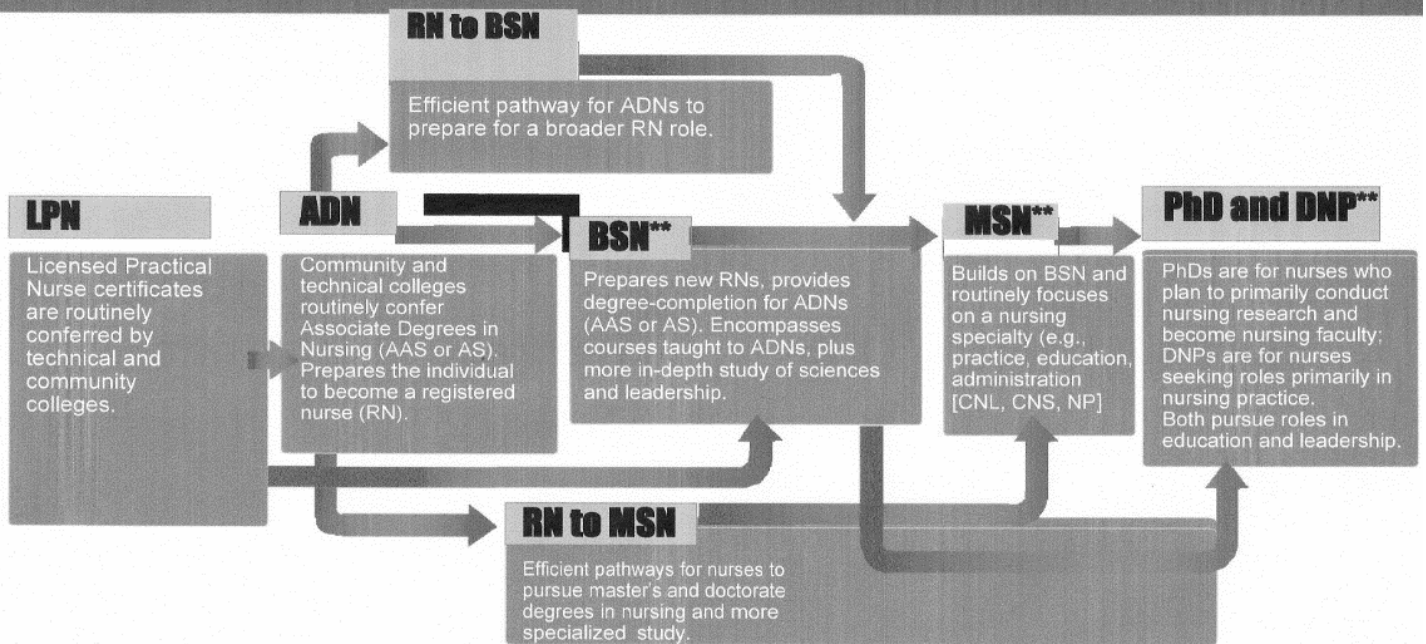 RN to BSN
Efficient pathway for ADNs to
prepare for a broader RN role.
LPN
Licensed Practical
Nurse certificates
are routinely
conferred by
technical and
community
colleges.
ADN
Community and
technical colleges
routinely confer
Associate Degrees in
Nursing (AAS or AS).
Prepares the individual
to become a registered
nurse (RN).
BSN**
Prepares new RNs, provides
degree-completion for ADNs
(AAS or AS). Encompasses
courses taught to ADNs, plus
more in-depth study of sciences
and leadership.
MSN**
Builds on BSN and
routinely focuses
on a nursing
specialty (e.g.,
practice, education,
administration
[CNL, CNS, NP]
PhD and DNP**
PhDs are for nurses who
plan to primarily conduct
nursing research and
become nursing faculty;
DNPs are for nurses
seeking roles primarily in
nursing practice.
Both pursue roles in
education and leadership.
RN to MSN
Efficient pathways for nurses to
pursue master's and doctorate
degrees in nursing and more
specialized study.